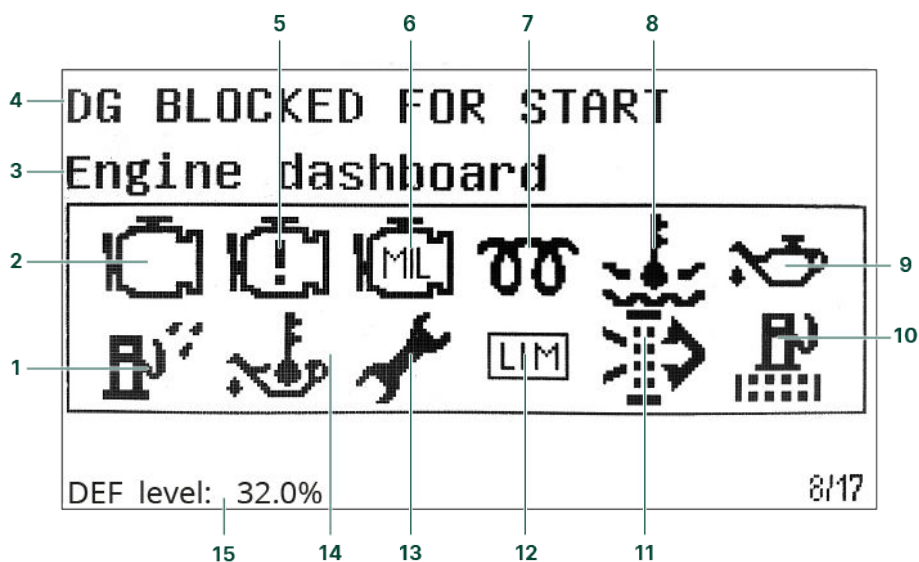 5 6 7 8
4 DG BLOCKED FOR START
3 Engine dashboard
2 MIL 9
1 LIM 10
DEF level: 32.0% 8/17
15 14 13 12 11